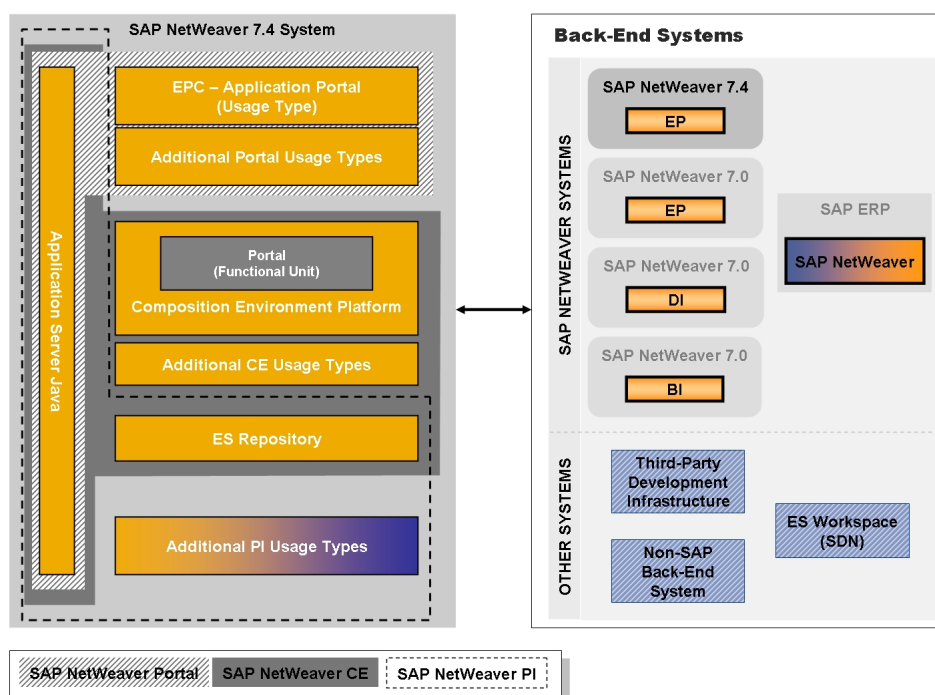 SAP NetWeaver 7.4 System
EPC – Application Portal
(Usage Type)
Additional Portal Usage Types
Application Server Java
Portal
(Functional Unit)
Composition Environment Platform
Additional CE Usage Types
ES Repository
Additional PI Usage Types
Back-End Systems
SAP NETWEAVER SYSTEMS
SAP NetWeaver 7.4
EP
SAP NetWeaver 7.0
EP
SAP NetWeaver 7.0
DI
SAP NetWeaver 7.0
BI
SAP ERP
SAP NetWeaver
OTHER SYSTEMS
Third-Party
Development
Infrastructure
Non-SAP
Back-End
System
ES Workspace
(SDN)
SAP NetWeaver Portal
SAP NetWeaver CE
SAP NetWeaver PI